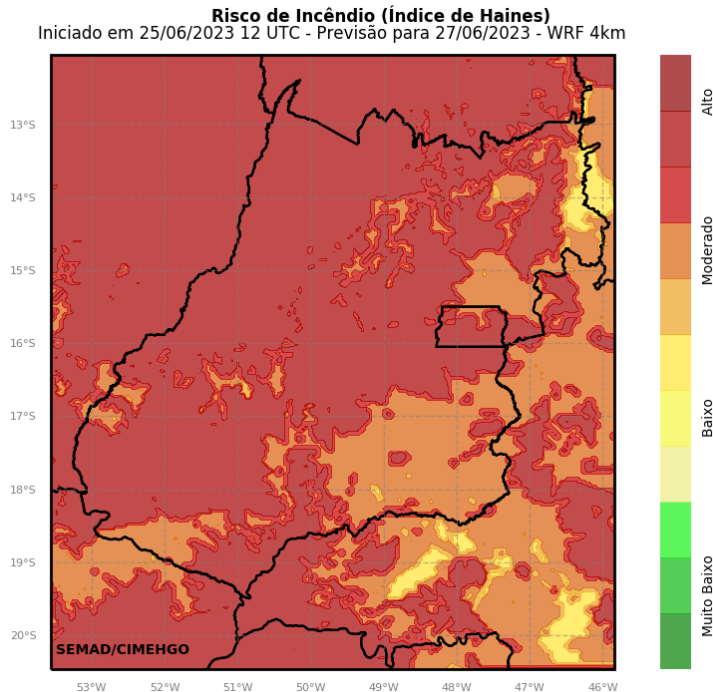 Risco de Incêndio (Índice de Haines)
Iniciado em 25/06/2023 12 UTC - Previsão para 27/06/2023 - WRF 4km
13°S
14°S
15°S
16°S
17°S
18°S
19°S
20°S
53°W
52°W
51°W
50°W
49°W
48°W
47°W
46°W
SEMAD/CIMEHGO
Alto
Moderado
Baixo
Muito Baixo